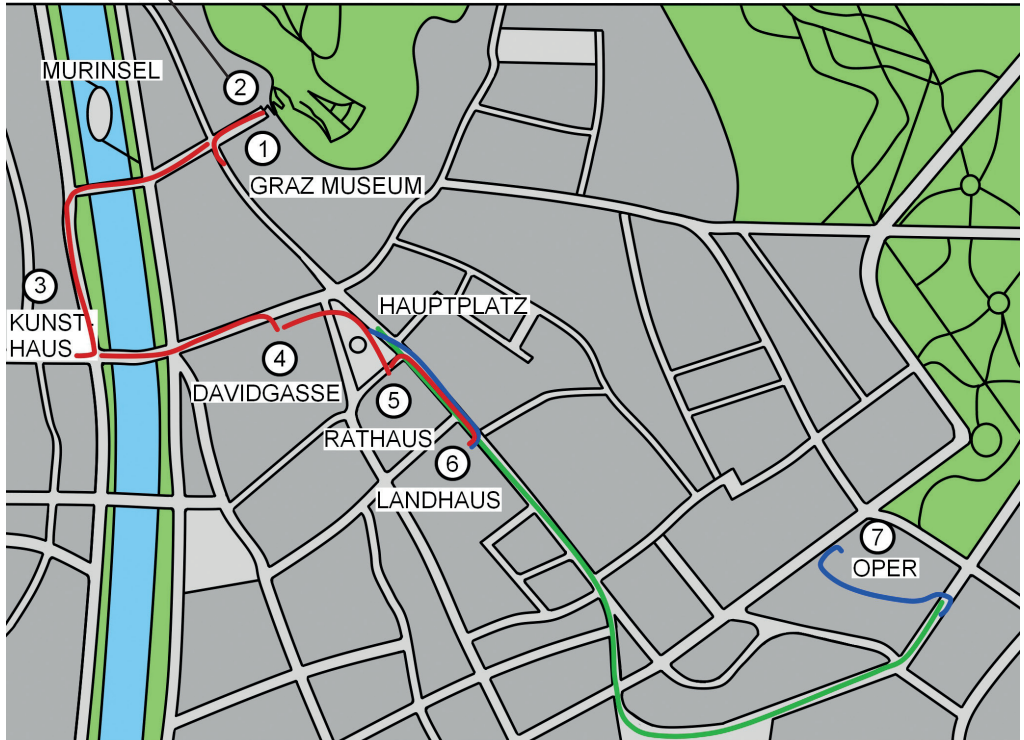 MURINSEL
2
1
GRAZ MUSEUM
3
KUNST-
HAUS
HAUPTPLATZ
4
DAVIDGASSE
5
RATHAUS
6
LANDHAUS
7
OPER